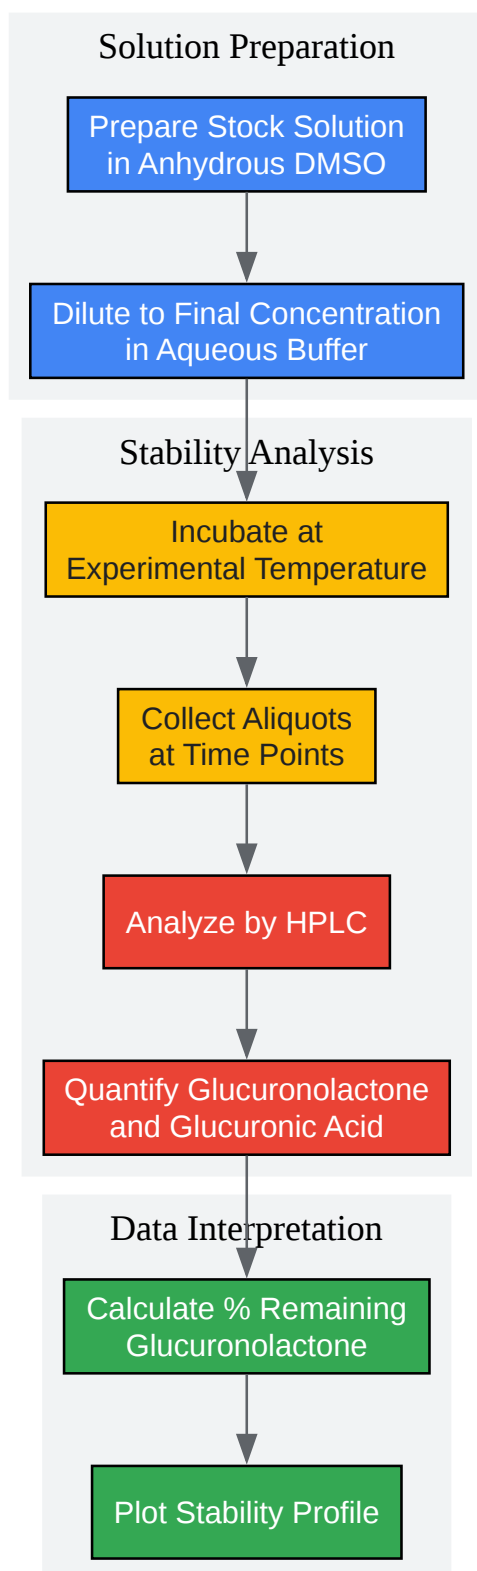 Solution Preparation
Prepare Stock Solution
in Anhydrous DMSO
Dilute to Final Concentration
in Aqueous Buffer
Stability Analysis
Incubate at
Experimental Temperature
Collect Aliquots
at Time Points
Analyze by HPLC
Quantify Glucuronolactone
and Glucuronic Acid
Data Interpretation
Calculate % Remaining
Glucuronolactone
Plot Stability Profile